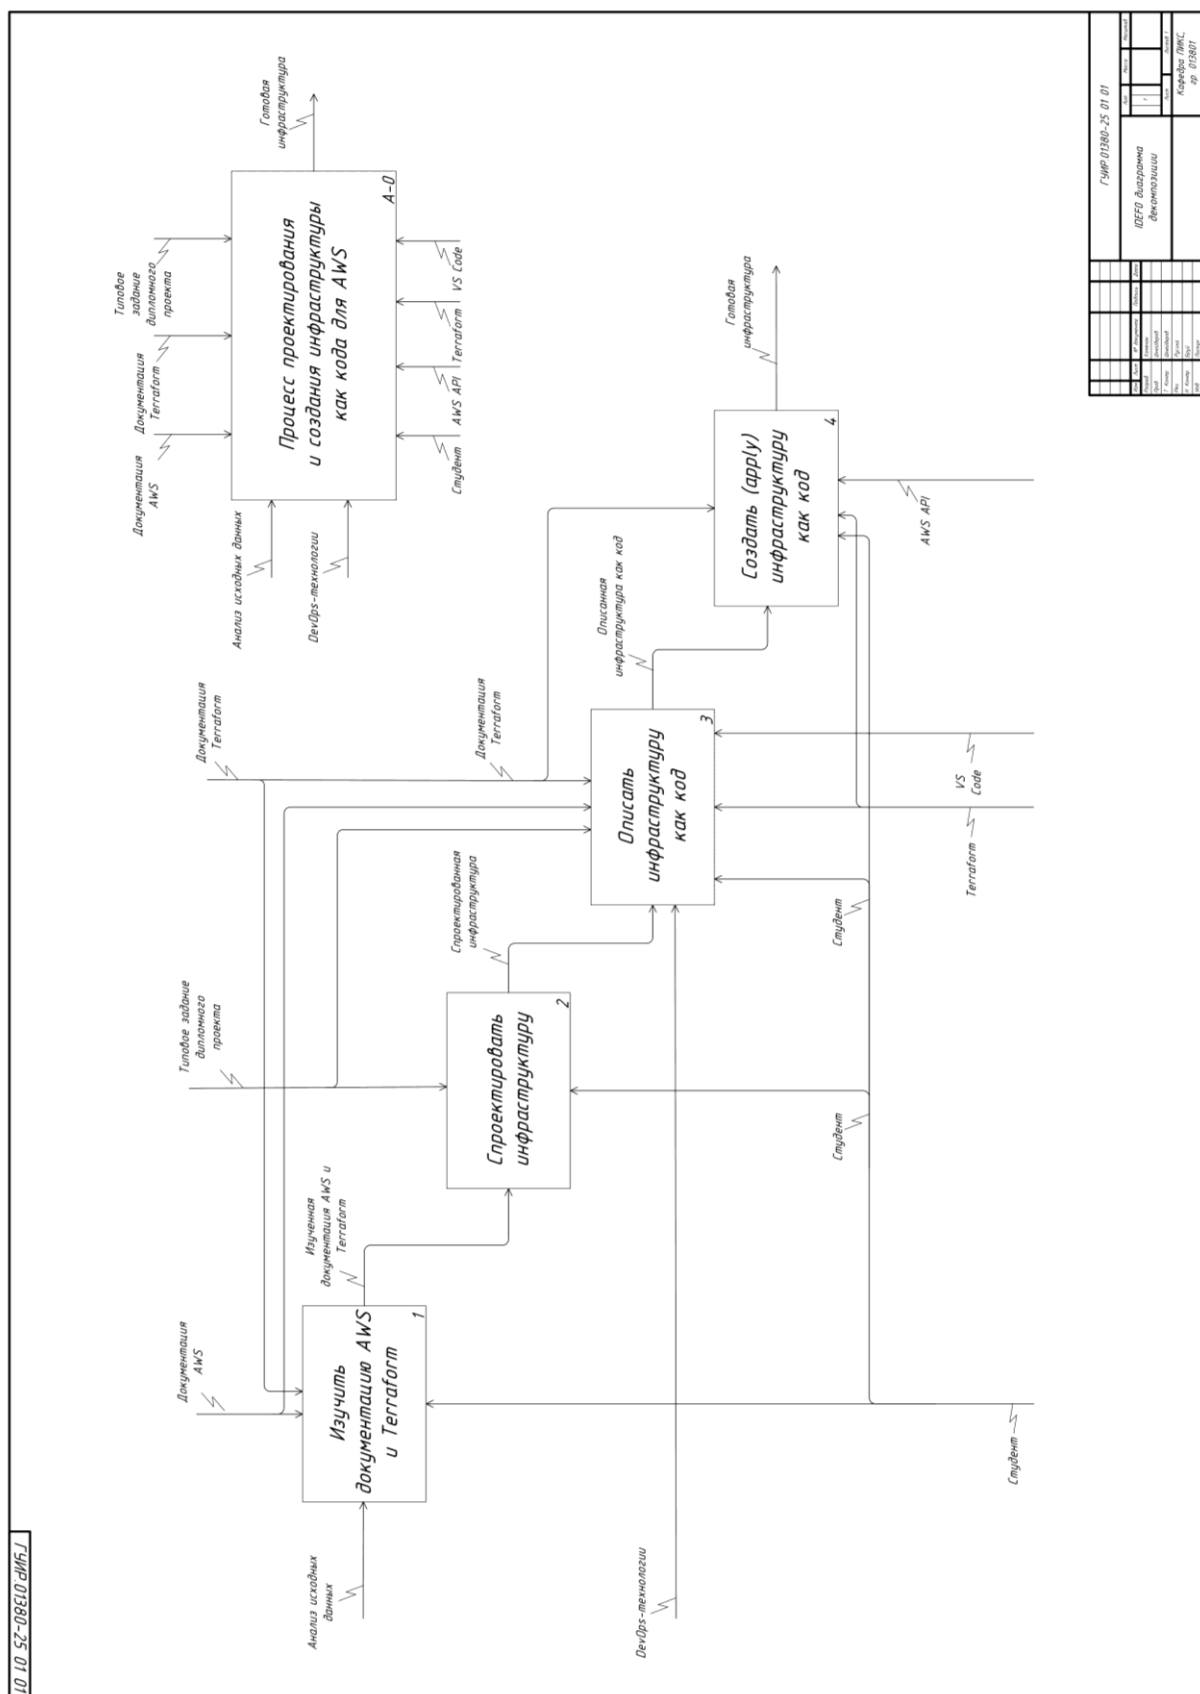 ГУИР.01380-25 01 01
Документация
AWS
Документация
Terraform
Типовое
задание
дипломного
проекта
Анализ исходных данных
DevOps-технологии
Процесс проектирования
и создания инфраструктуры
как кода для AWS
А-0
Готовая
инфраструктура
Студент
AWS API
Terraform
VS Code
Документация
AWS
Типовое задание
дипломного
проекта
Документация
Terraform
Анализ исходных
данных
Изучить
документацию AWS
и Terraform
1
Изученная
документация AWS и
Terraform
Спроектировать
инфраструктуру
2
Спроектированная
инфраструктура
Документация
Terraform
Описать
инфраструктуру
как код
3
Описанная
инфраструктура как код
Создать (apply)
инфраструктуру
как код
4
Готовая
инфраструктура
DevOps-технологии
Студент
Студент
Студент
Terraform
VS
Code
AWS API
ГУИР.01380-25 01 01
IDEF0 диаграмма
декомпозиции
Кафедра ПИКС,
гр. 013801